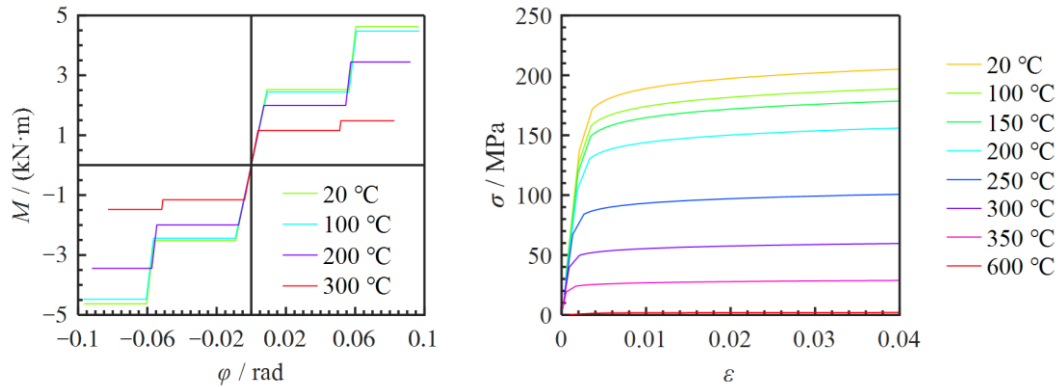 5
3
1
−1
−3
−5
M / (kN·m)
20 °C
100 °C
200 °C
300 °C
−0.1 −0.06 −0.02 0.02 0.06 0.1
φ / rad
250
200
150
100
50
0
σ / MPa
0 0.01 0.02 0.03 0.04
ε
20 °C
100 °C
150 °C
200 °C
250 °C
300 °C
350 °C
600 °C